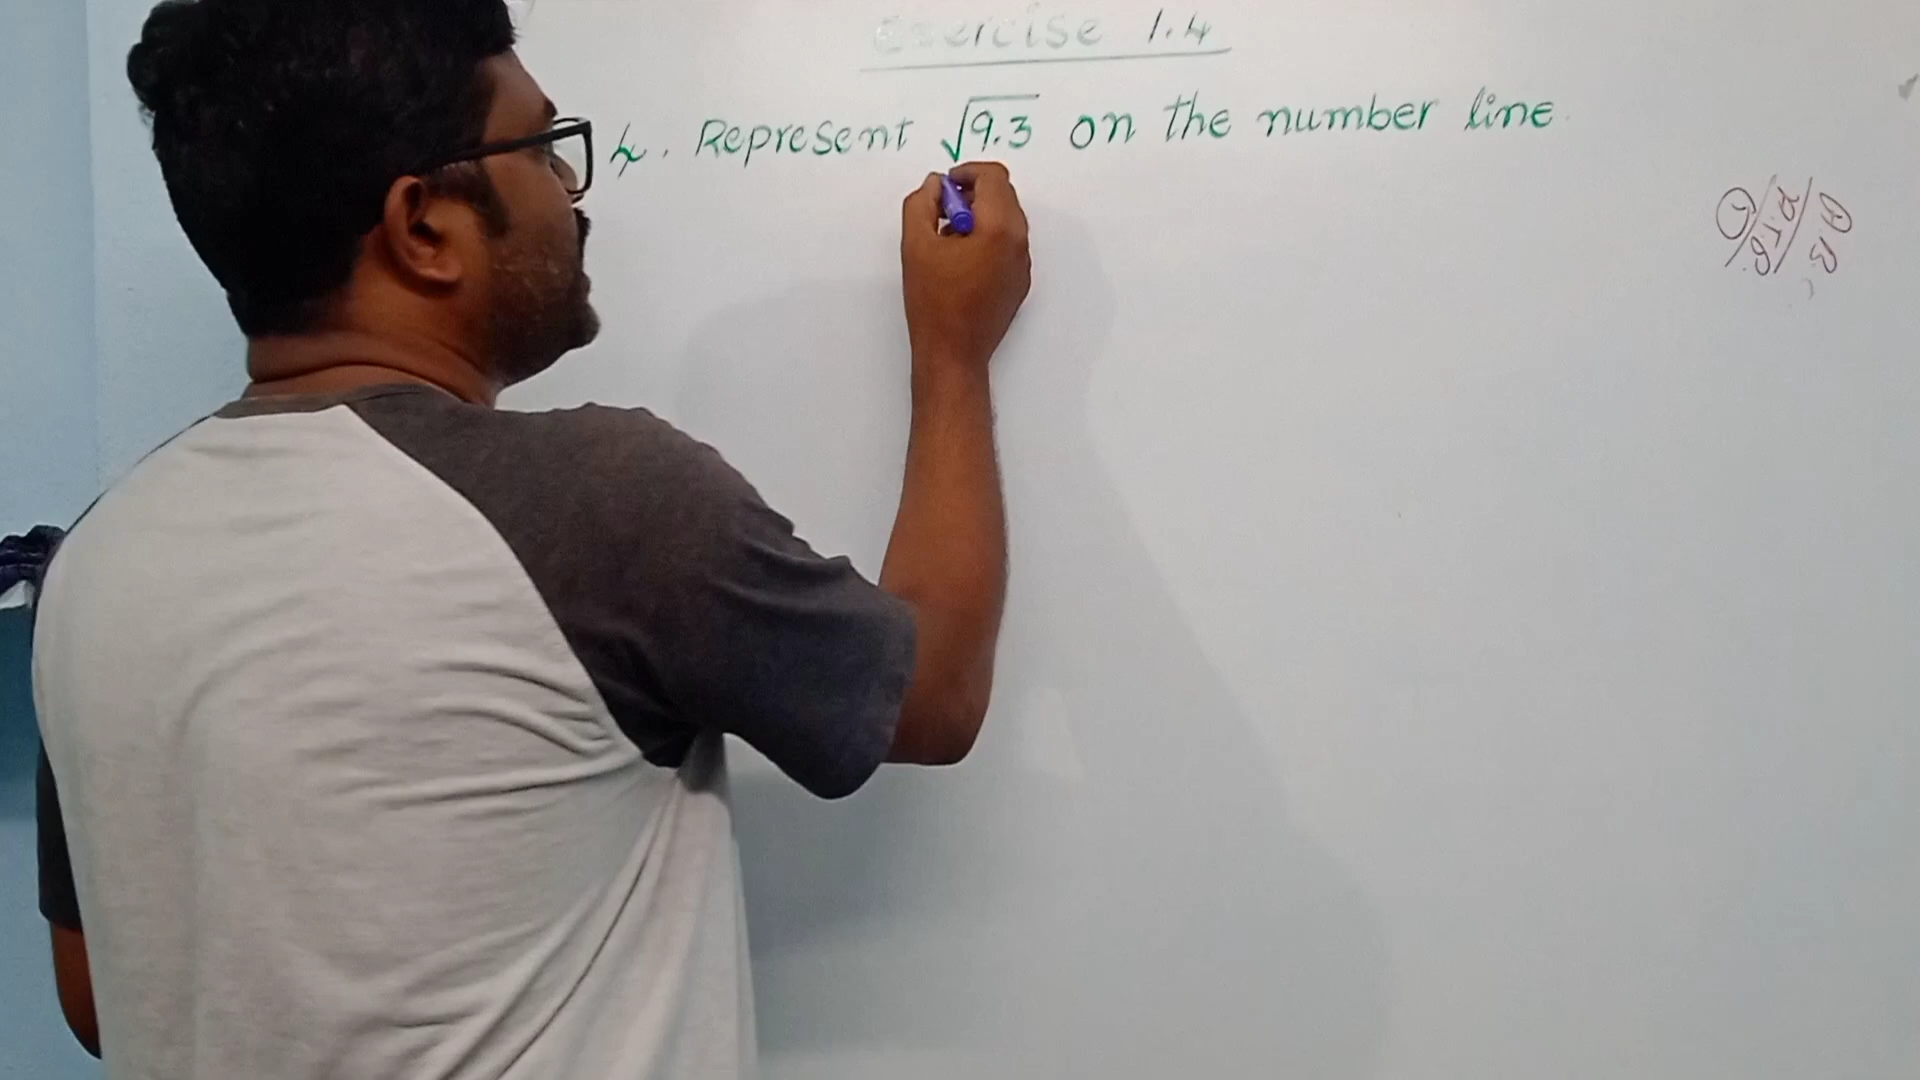 Exercise 1.4
4. Represent √9.3 on the number line